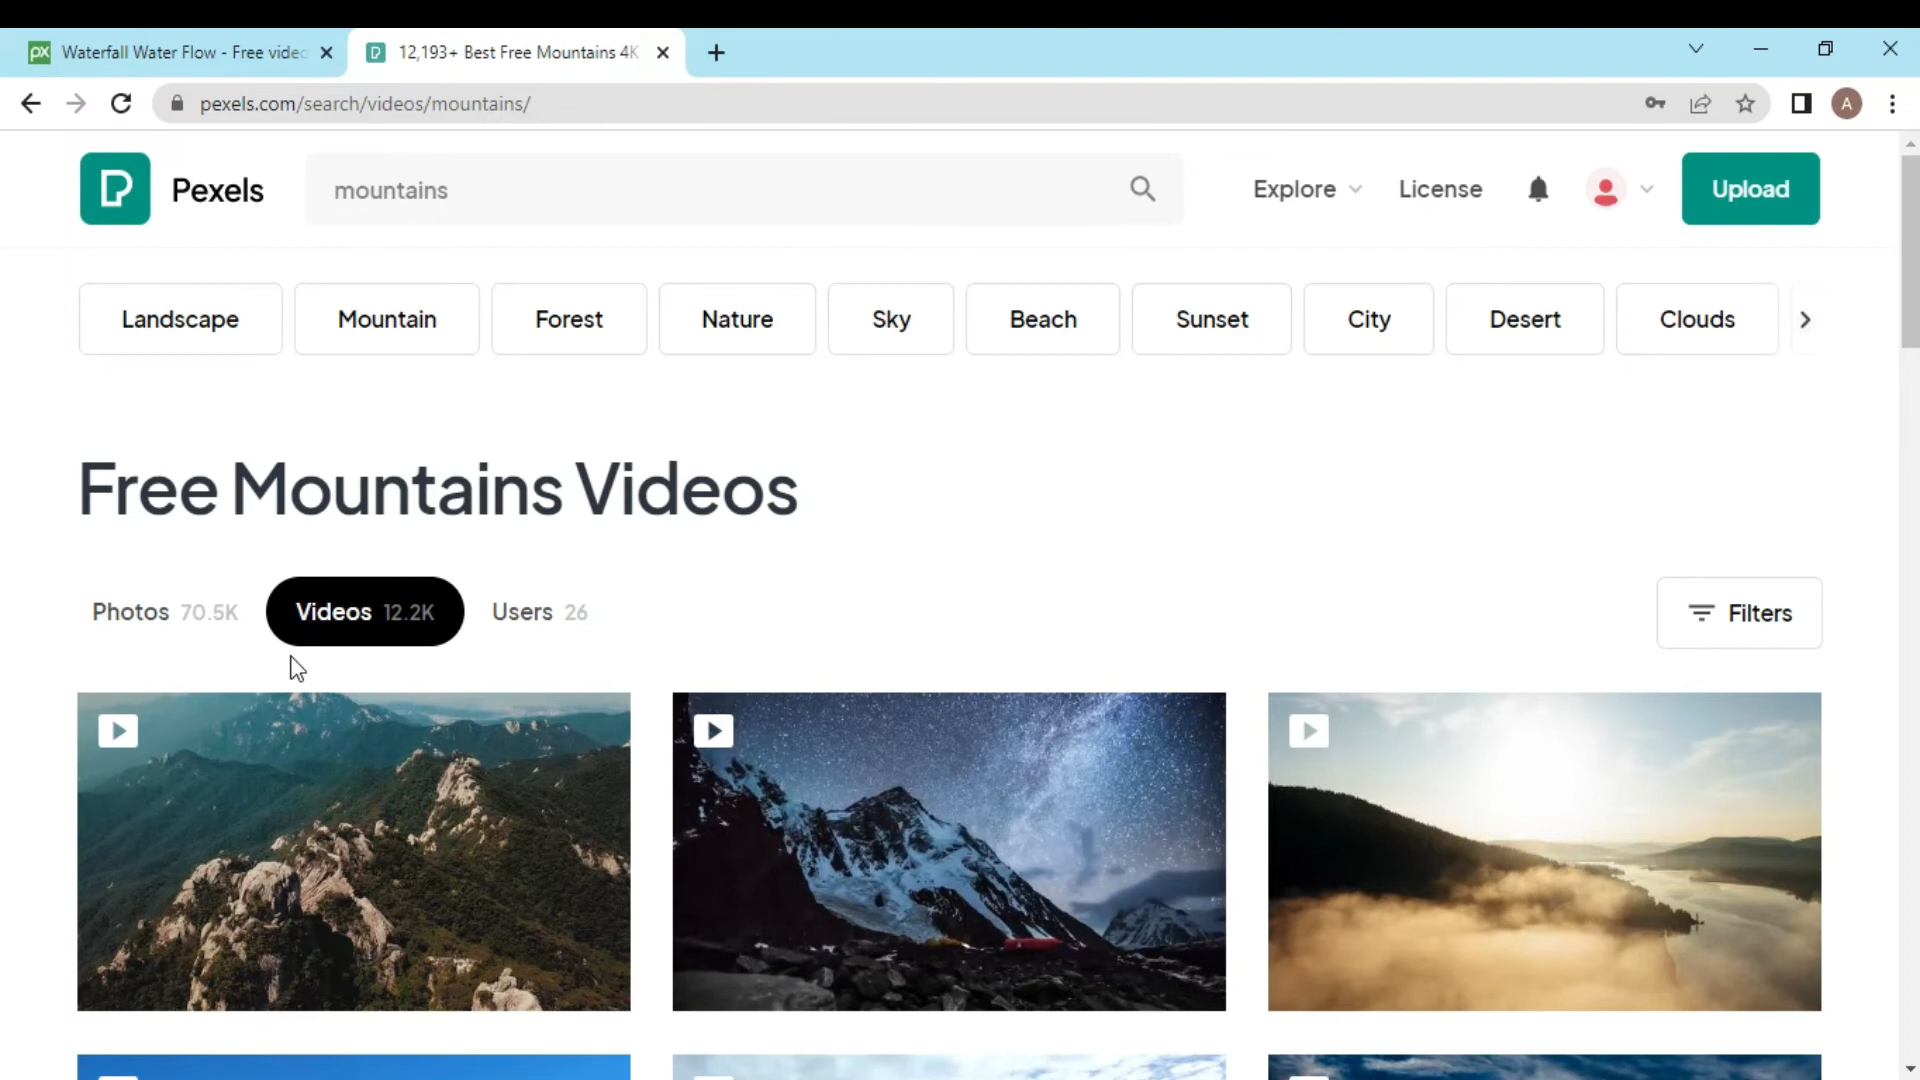 px Waterfall Water Flow - Free videc
12,193+ Best Free Mountains 4K
pexels.com/search/videos/mountains/
A
Pexels
mountains
Explore
License
Upload
Landscape
Mountain
Forest
Nature
Sky
Beach
Sunset
City
Desert
Clouds
Free Mountains Videos
Photos 70.5K
Videos 12.2K
Users 26
Filters